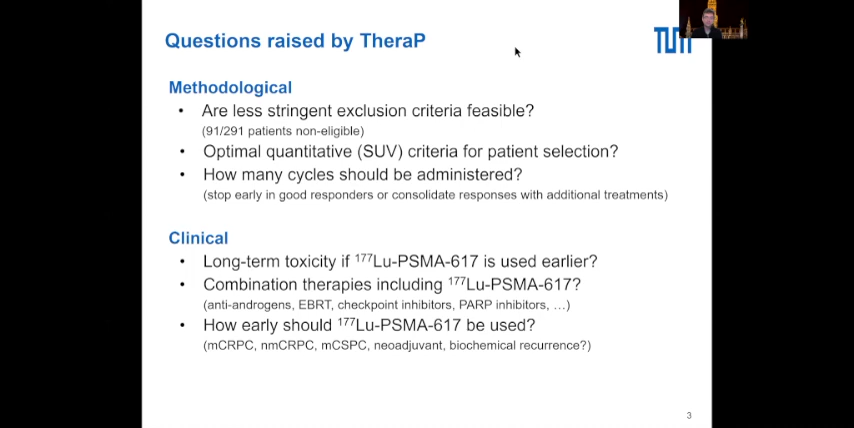 Questions raised by TheraP
TUM
Methodological
• Are less stringent exclusion criteria feasible?
(91/291 patients non-eligible)
• Optimal quantitative (SUV) criteria for patient selection?
• How many cycles should be administered?
(stop early in good responders or consolidate responses with additional treatments)
Clinical
• Long-term toxicity if ¹⁷⁷Lu-PSMA-617 is used earlier?
• Combination therapies including ¹⁷⁷Lu-PSMA-617?
(anti-androgens, EBRT, checkpoint inhibitors, PARP inhibitors, …)
• How early should ¹⁷⁷Lu-PSMA-617 be used?
(mCRPC, nmCRPC, mCSPC, neoadjuvant, biochemical recurrence?)
3